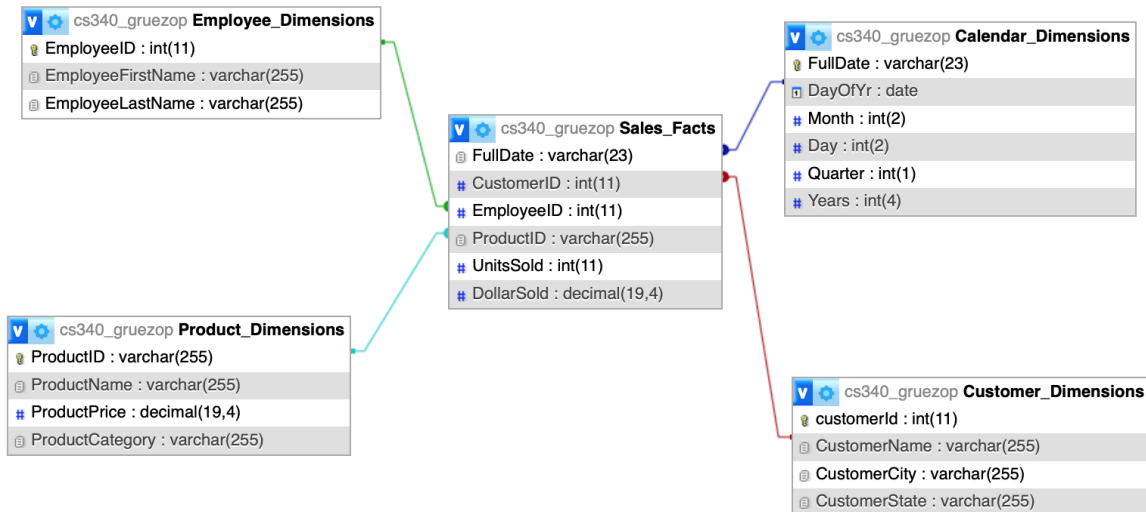 cs340_gruezop Employee_Dimensions
EmployeeID : int(11)
EmployeeFirstName : varchar(255)
EmployeeLastName : varchar(255)
cs340_gruezop Calendar_Dimensions
FullDate : varchar(23)
DayOfYr : date
Month : int(2)
Day : int(2)
Quarter : int(1)
Years : int(4)
cs340_gruezop Sales_Facts
FullDate : varchar(23)
CustomerID : int(11)
EmployeeID : int(11)
ProductID : varchar(255)
UnitsSold : int(11)
DollarSold : decimal(19,4)
cs340_gruezop Product_Dimensions
ProductID : varchar(255)
ProductName : varchar(255)
ProductPrice : decimal(19,4)
ProductCategory : varchar(255)
cs340_gruezop Customer_Dimensions
customerId : int(11)
CustomerName : varchar(255)
CustomerCity : varchar(255)
CustomerState : varchar(255)